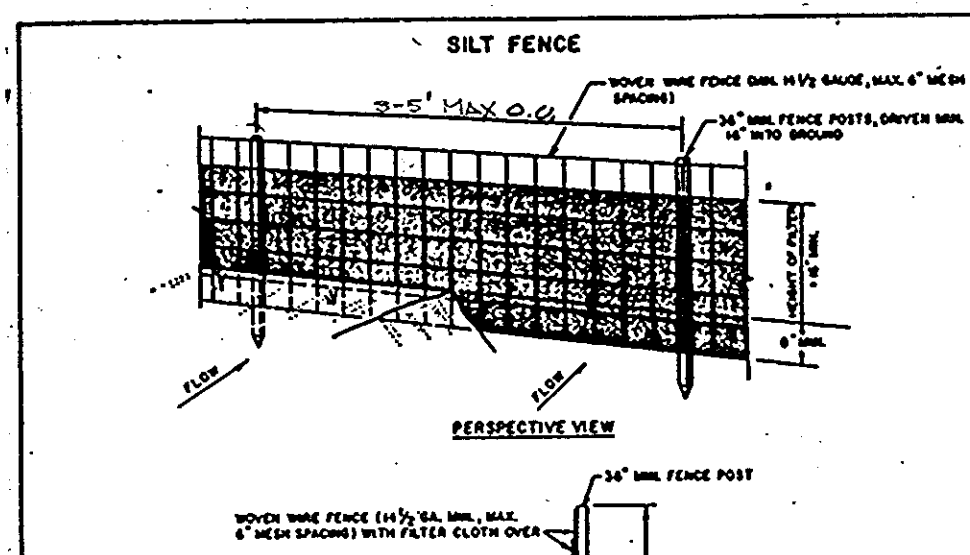 SILT FENCE
WOVEN WIRE FENCE (MIN. 14 1/2 GAUGE, MAX. 6" MESH
SPACING)
3-5' MAX O.C.
36" MIN. FENCE POSTS, DRIVEN MIN.
16" INTO GROUND
HEIGHT OF FILTER
16" MIN.
8" MIN.
FLOW
FLOW
PERSPECTIVE VIEW
36" MIN. FENCE POST
WOVEN WIRE FENCE (14 1/2 GA. MIN., MAX.
6" MESH SPACING) WITH FILTER CLOTH OVER